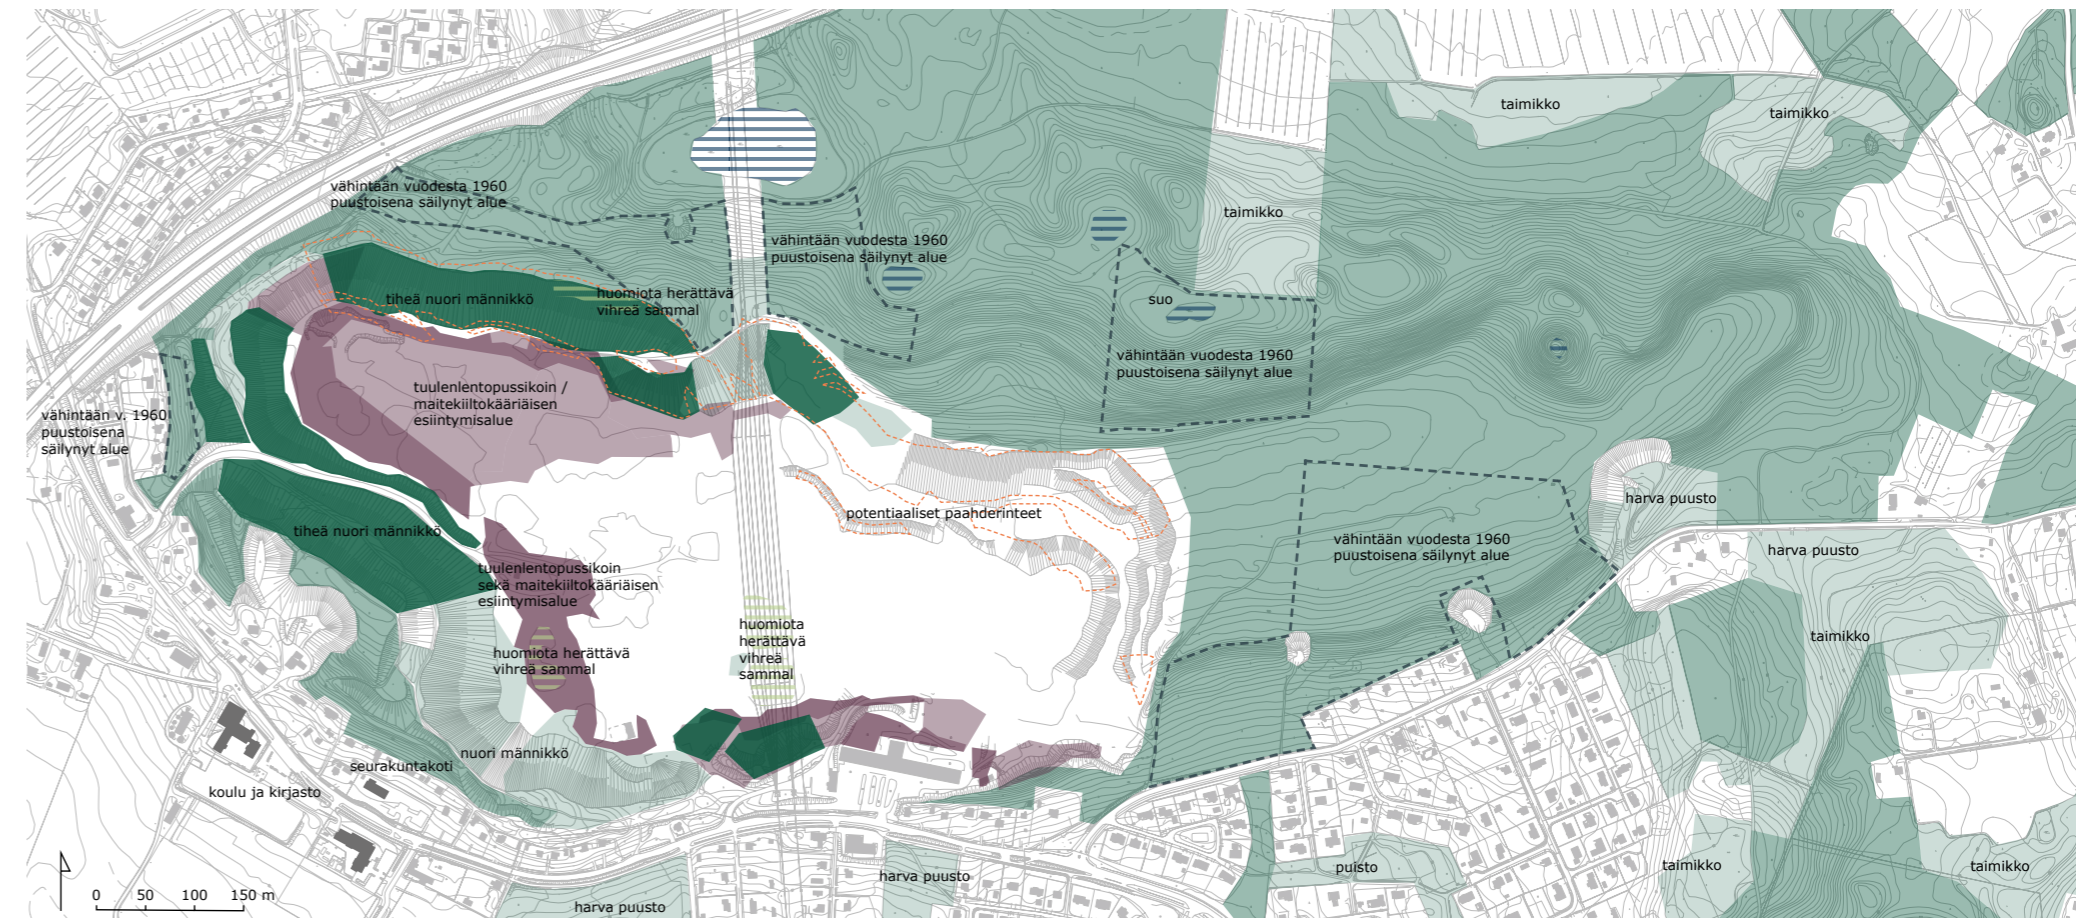 taimikko
taimikko
vähintään vuodesta 1960
puustoisena säilynyt alue
taimikko
vähintään vuodesta 1960
puustoisena säilynyt alue
tiheä nuori männikkö
huomiota herättävä
vihreä sammal
suo
vähintään vuodesta 1960
puustoisena säilynyt alue
tuulenlentopussikoin /
maitekiiltokääriäisen
esiintymisalue
vähintään v. 1960
puustoisena
säilynyt alue
harva puusto
potentiaaliset paahderinteet
tiheä nuori männikkö
vähintään vuodesta 1960
puustoisena säilynyt alue
harva puusto
tuulenlentopussikoin
sekä maitekiiltokääriäisen
esiintymisalue
huomiota
herättävä
vihreä
sammal
taimikko
huomiota herättävä
vihreä sammal
nuori männikkö
seurakuntakoti
koulu ja kirjasto
harva puusto
puisto
taimikko
taimikko
0 50 100 150 m
harva puusto